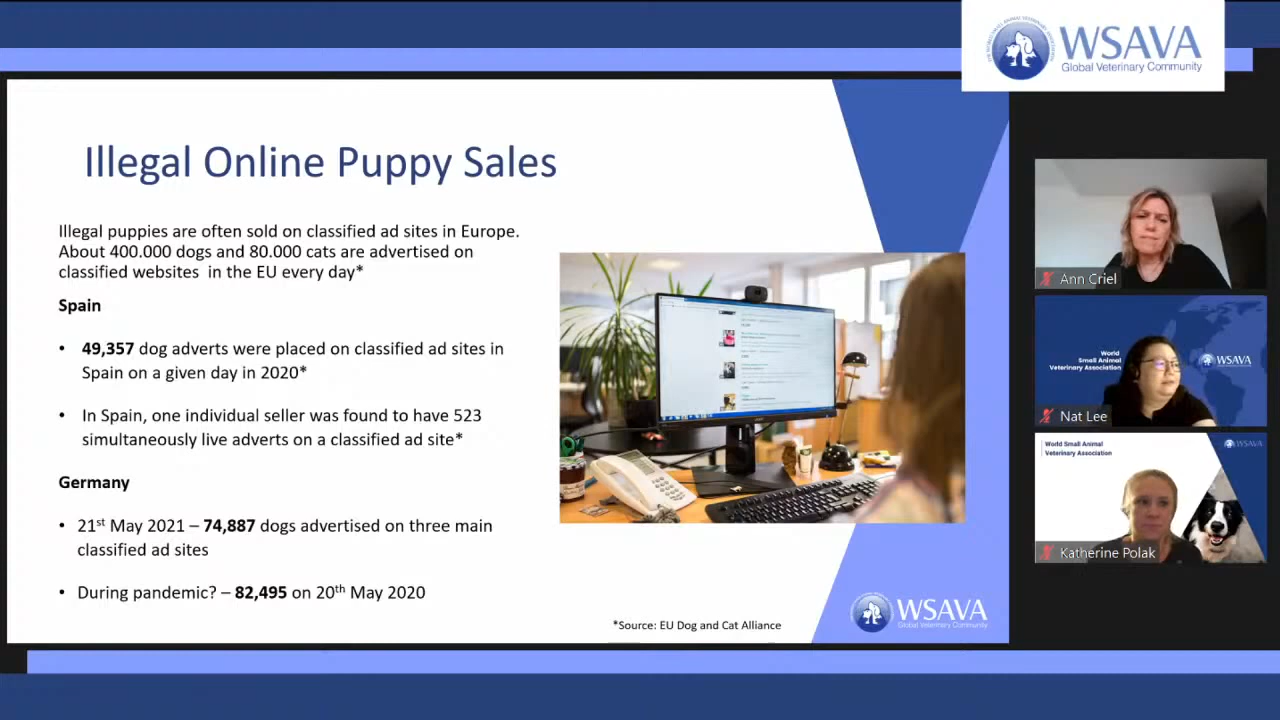 WSAVA
Global Veterinary Community
Illegal Online Puppy Sales
Illegal puppies are often sold on classified ad sites in Europe.
About 400.000 dogs and 80.000 cats are advertised on
classified websites in the EU every day*
Spain
• 49,357 dog adverts were placed on classified ad sites in
Spain on a given day in 2020*
• In Spain, one individual seller was found to have 523
simultaneously live adverts on a classified ad site*
Germany
• 21st May 2021 – 74,887 dogs advertised on three main
classified ad sites
• During pandemic? – 82,495 on 20th May 2020
*Source: EU Dog and Cat Alliance
WSAVA
Global Veterinary Community
Ann Criel
World
Small Animal
Veterinary Association
WSAVA
Nat Lee
World Small Animal
Veterinary Association
WSAVA
Katherine Polak